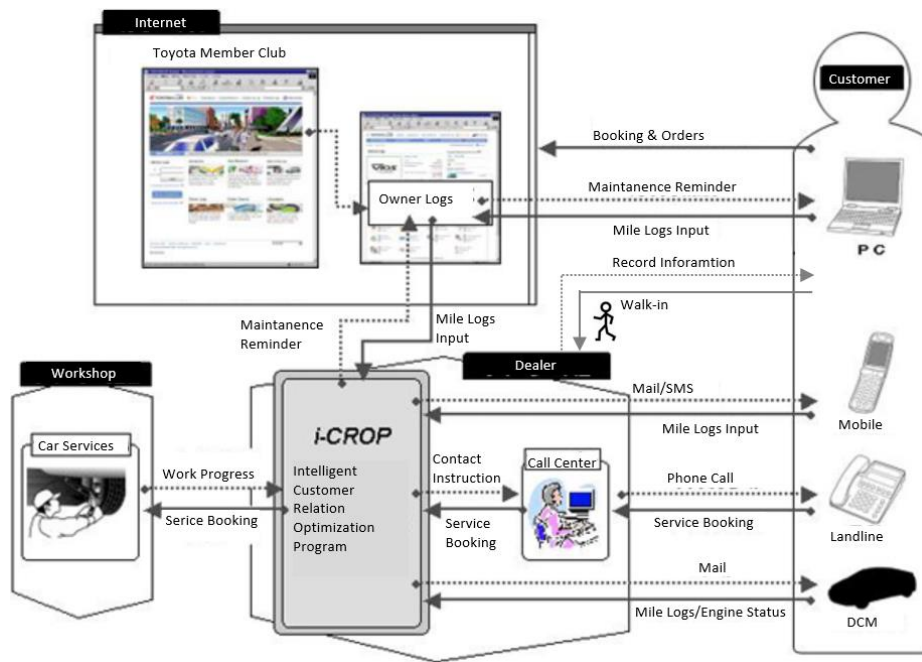 Internet
Toyota Member Club
Customer
Booking & Orders
Owner Logs
Maintanence Reminder
Mile Logs Input
PC
Record Inforamtion
Walk-in
Maintanence
Reminder
Mile Logs
Input
Workshop
Dealer
Mail/SMS
Mile Logs Input
Mobile
Car Services
i-CROP
Intelligent
Customer
Relation
Optimization
Program
Work Progress
Serice Booking
Contact
Instruction
Service
Booking
Call Center
Phone Call
Service Booking
Landline
Mail
Mile Logs/Engine Status
DCM